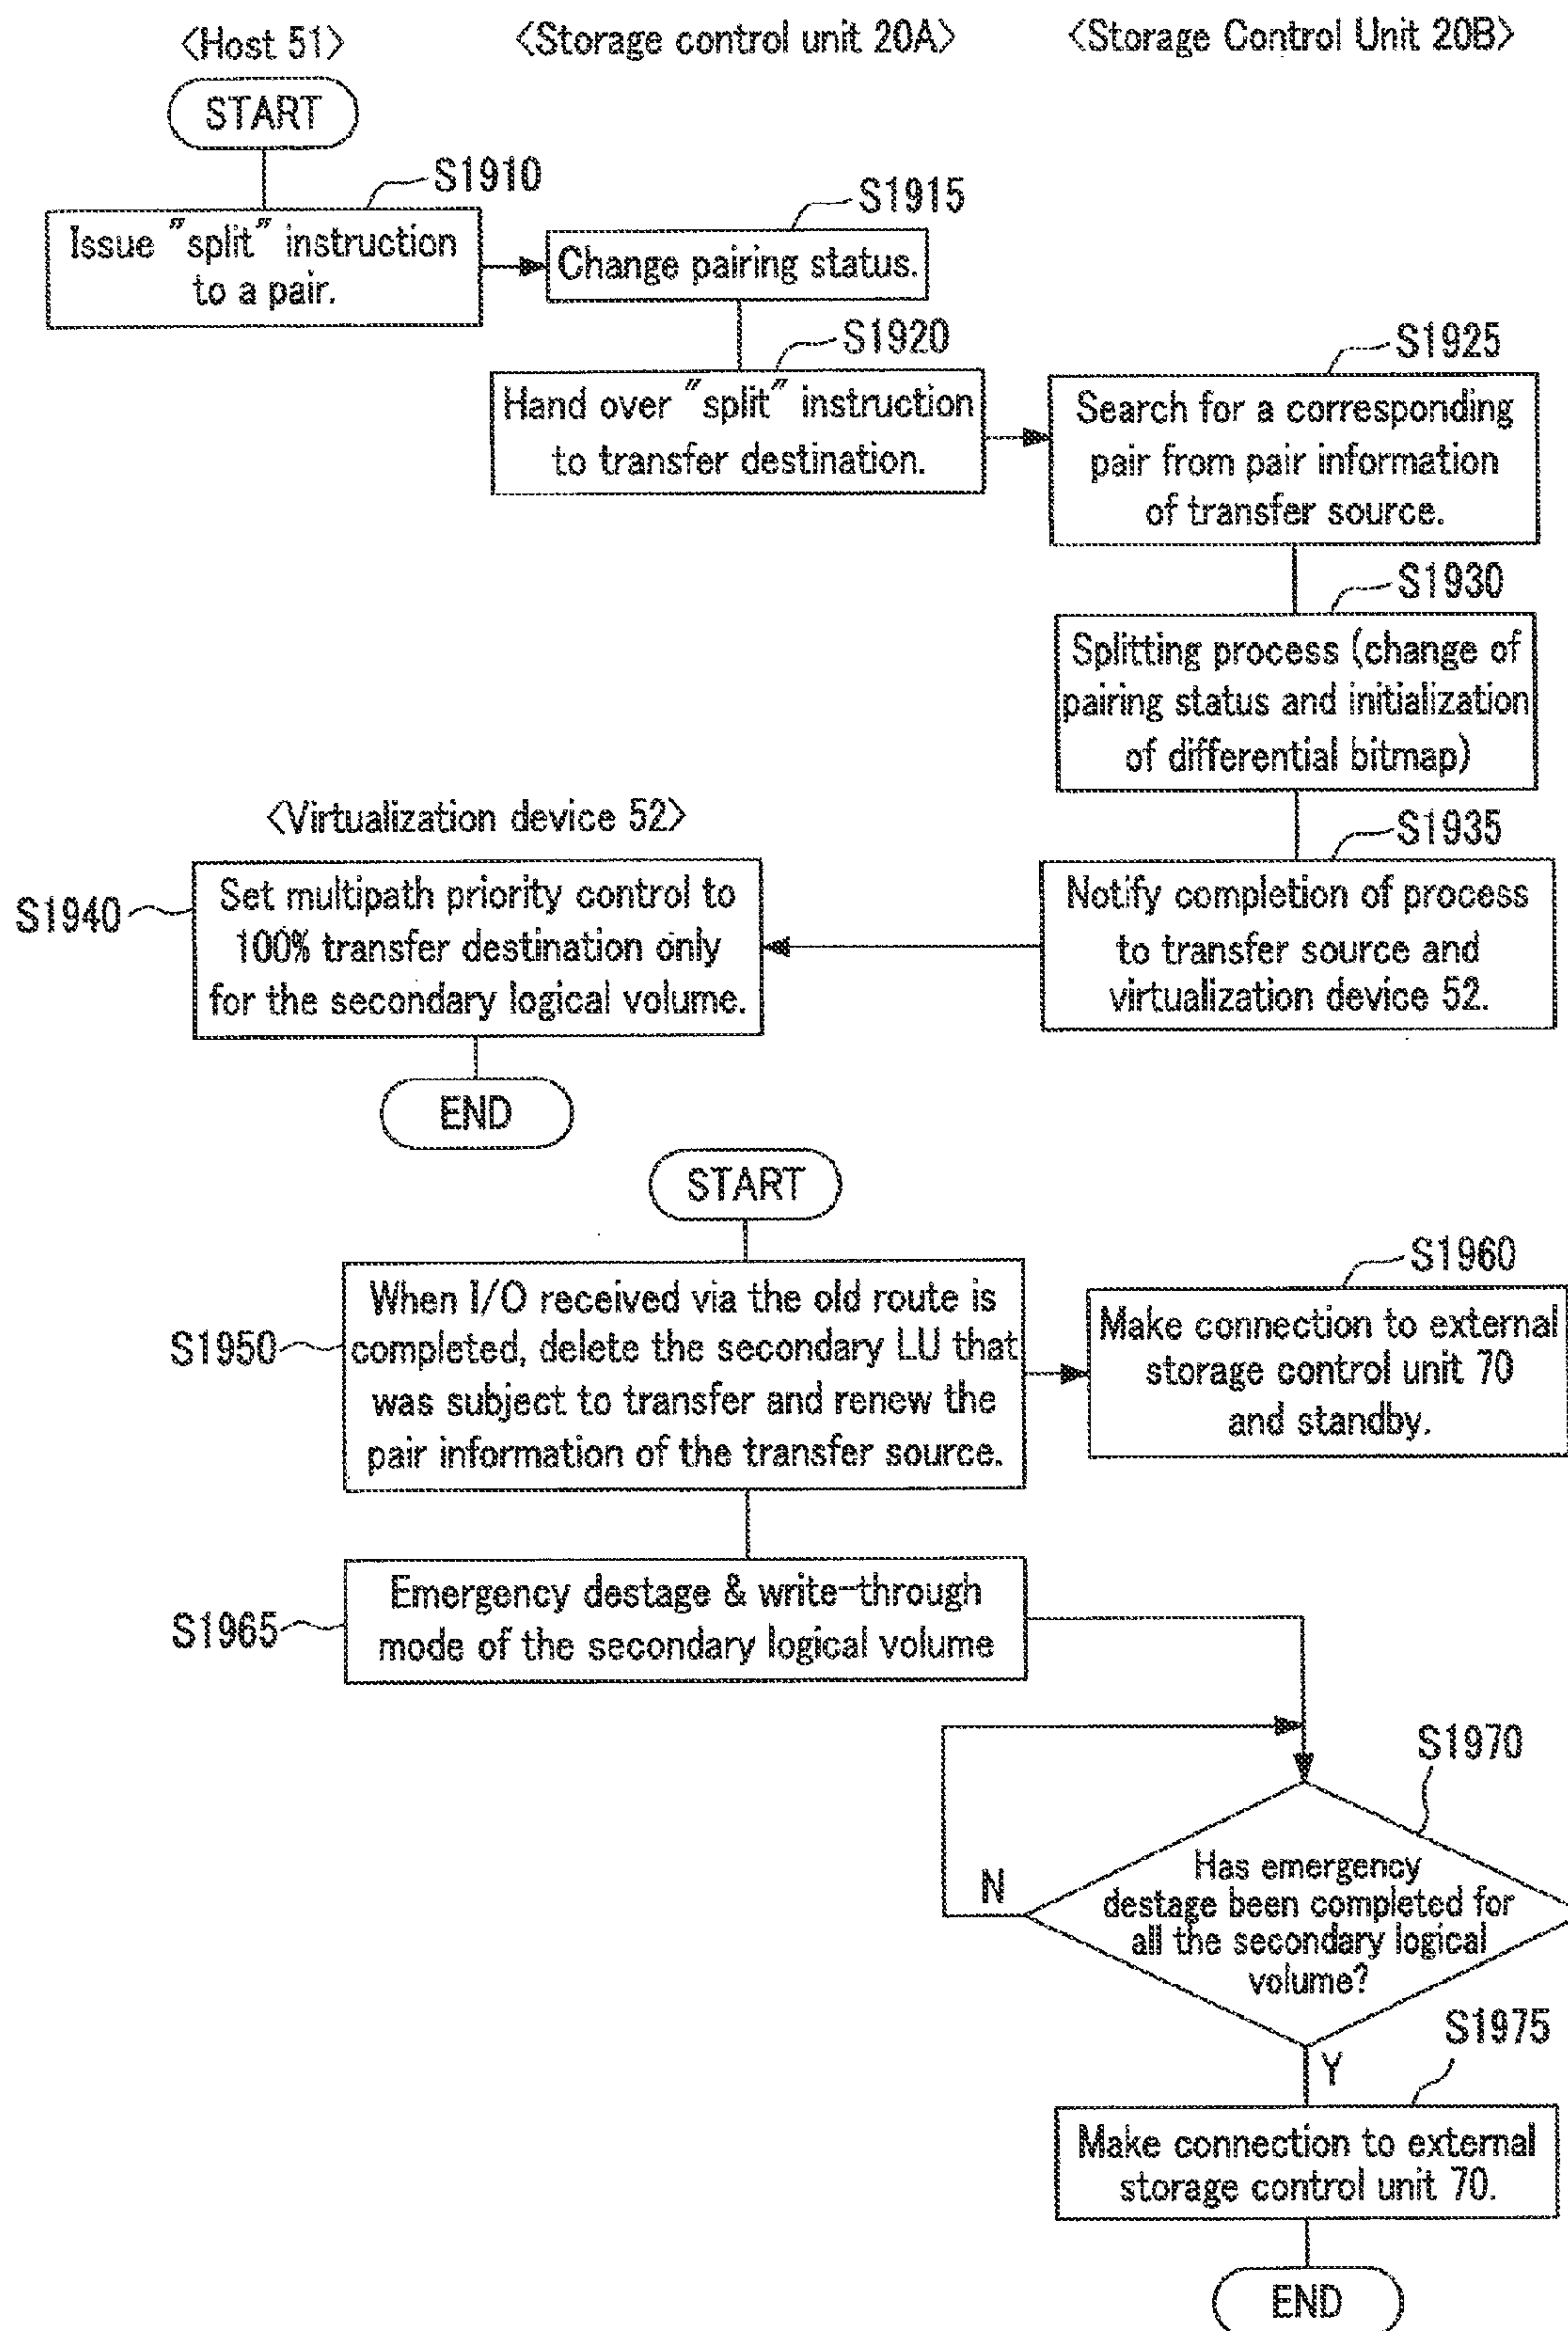 <Host 51>
<Storage control unit 20A>
<Storage Control Unit 20B>
START
S1910
Issue "split" instruction
to a pair.
S1915
Change pairing status.
S1920
Hand over "split" instruction
to transfer destination.
S1925
Search for a corresponding
pair from pair information
of transfer source.
S1930
Splitting process (change of
pairing status and initialization
of differential bitmap)
<Virtualization device 52>
S1935
Notify completion of process
to transfer source and
virtualization device 52.
S1940
Set multipath priority control to
100% transfer destination only
for the secondary logical volume.
END
START
S1950
When I/O received via the old route is
completed, delete the secondary LU that
was subject to transfer and renew the
pair information of the transfer source.
S1960
Make connection to external
storage control unit 70
and standby.
S1965
Emergency destage & write-through
mode of the secondary logical volume
S1970
Has emergency
destage been completed for
all the secondary logical
volume?
N
Y
S1975
Make connection to external
storage control unit 70.
END